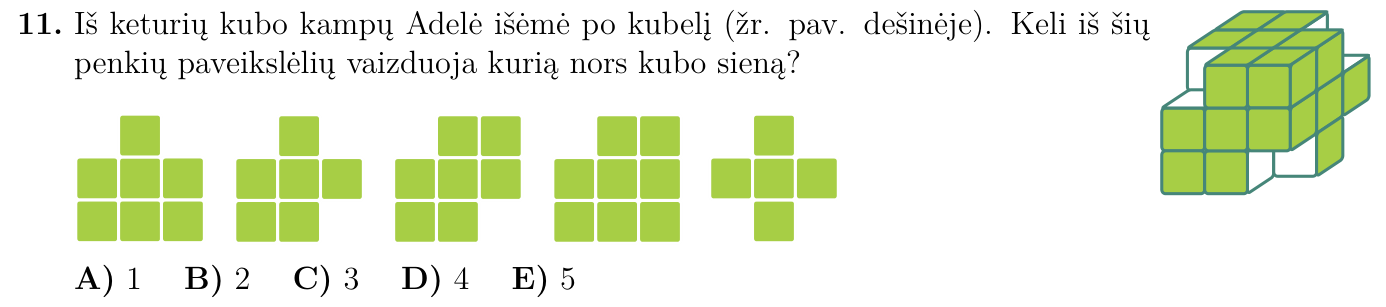 11. Iš keturių kubo kampų Adelė išėmė po kubelį (žr. pav. dešinėje). Keli iš šių
penkių paveikslėlių vaizduoja kurią nors kubo sieną?
A) 1 B) 2 C) 3 D) 4 E) 5